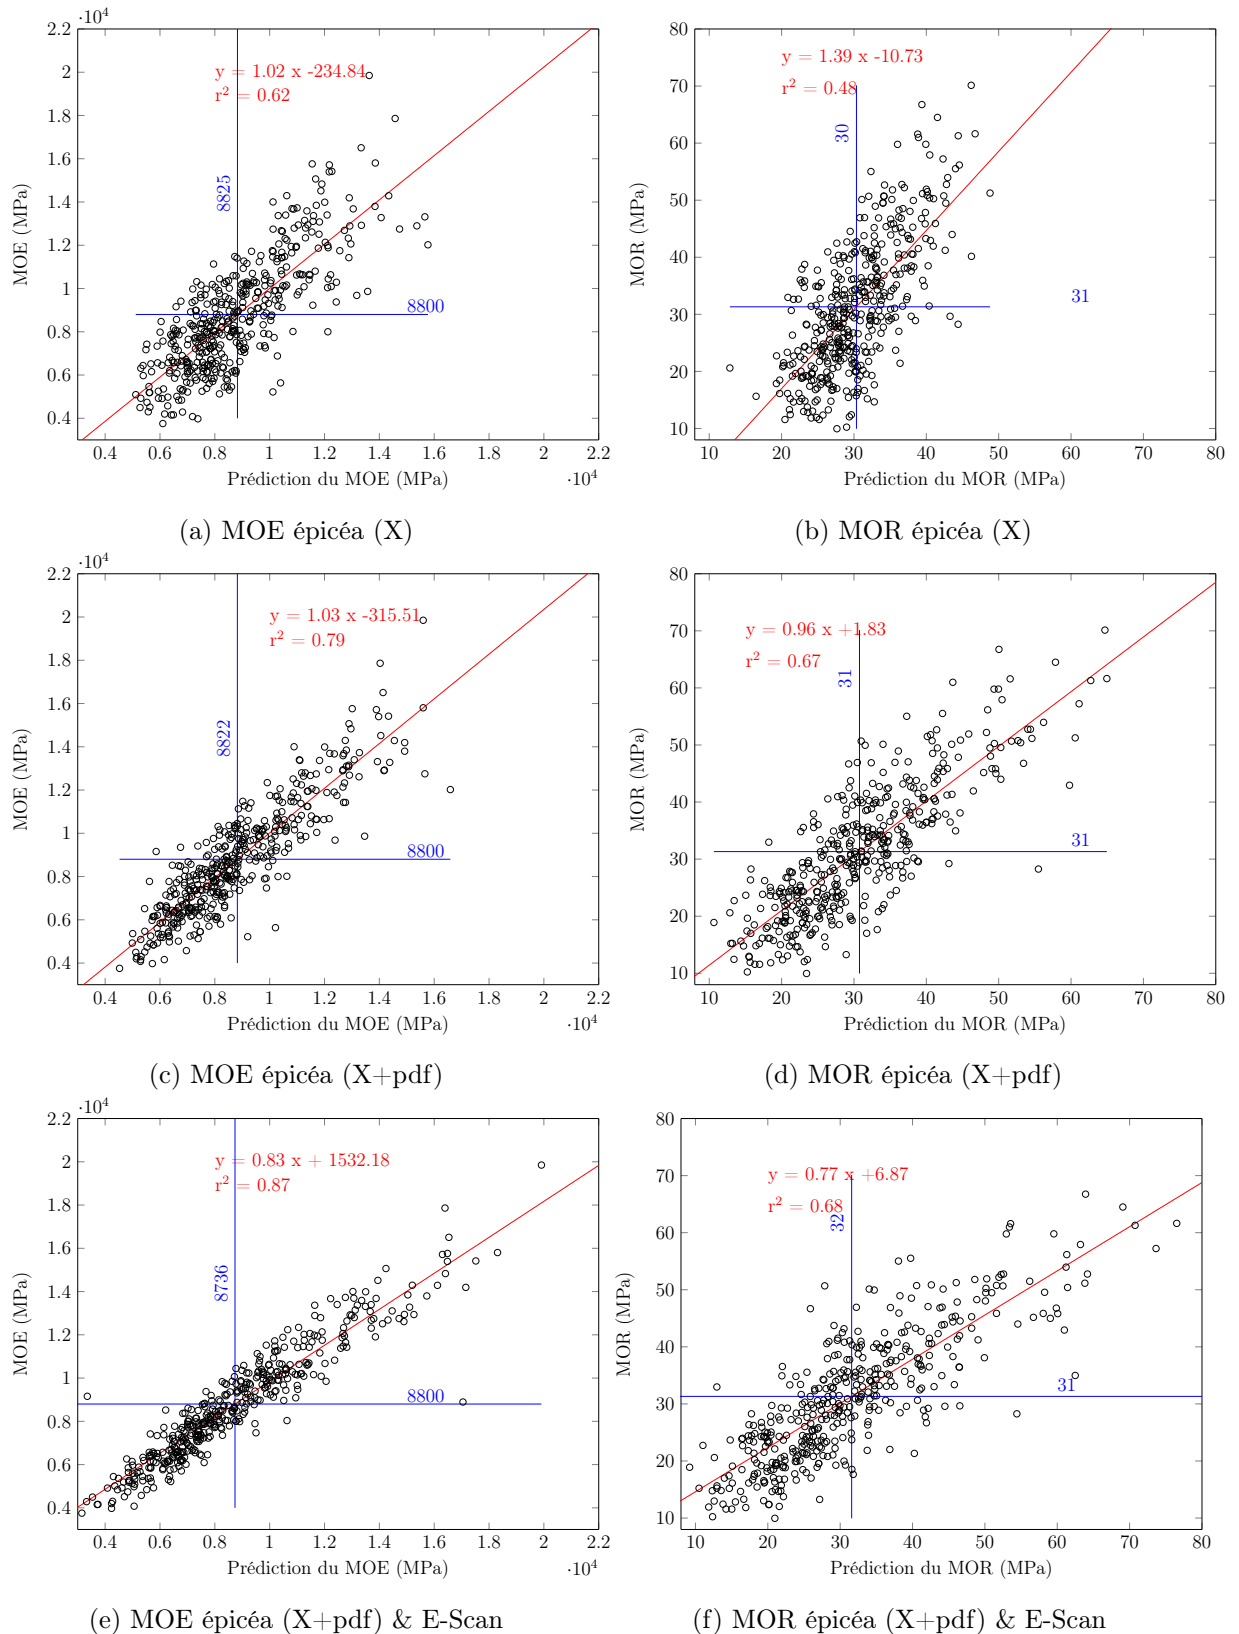 ·10⁴
2.2
2
1.8
1.6
1.4
1.2
1
0.8
0.6
0.4
MOE (MPa)
y = 1.02 x -234.84
r² = 0.62
8825
8800
0.4 0.6 0.8 1 1.2 1.4 1.6 1.8 2 2.2
Prédiction du MOE (MPa)
·10⁴
(a) MOE épicéa (X)
80
70
60
50
40
30
20
10
MOR (MPa)
y = 1.39 x -10.73
r² = 0.48
30
31
10 20 30 40 50 60 70 80
Prédiction du MOR (MPa)
(b) MOR épicéa (X)
·10⁴
2.2
2
1.8
1.6
1.4
1.2
1
0.8
0.6
0.4
MOE (MPa)
y = 1.03 x -315.51
r² = 0.79
8822
8800
0.4 0.6 0.8 1 1.2 1.4 1.6 1.8 2 2.2
Prédiction du MOE (MPa)
·10⁴
(c) MOE épicéa (X+pdf)
80
70
60
50
40
30
20
10
MOR (MPa)
y = 0.96 x +1.83
r² = 0.67
31
31
10 20 30 40 50 60 70 80
Prédiction du MOR (MPa)
(d) MOR épicéa (X+pdf)
·10⁴
2.2
2
1.8
1.6
1.4
1.2
1
0.8
0.6
0.4
MOE (MPa)
y = 0.83 x + 1532.18
r² = 0.87
8736
8800
0.4 0.6 0.8 1 1.2 1.4 1.6 1.8 2 2.2
Prédiction du MOE (MPa)
·10⁴
(e) MOE épicéa (X+pdf) & E-Scan
80
70
60
50
40
30
20
10
MOR (MPa)
y = 0.77 x +6.87
r² = 0.68
32
31
10 20 30 40 50 60 70 80
Prédiction du MOR (MPa)
(f) MOR épicéa (X+pdf) & E-Scan